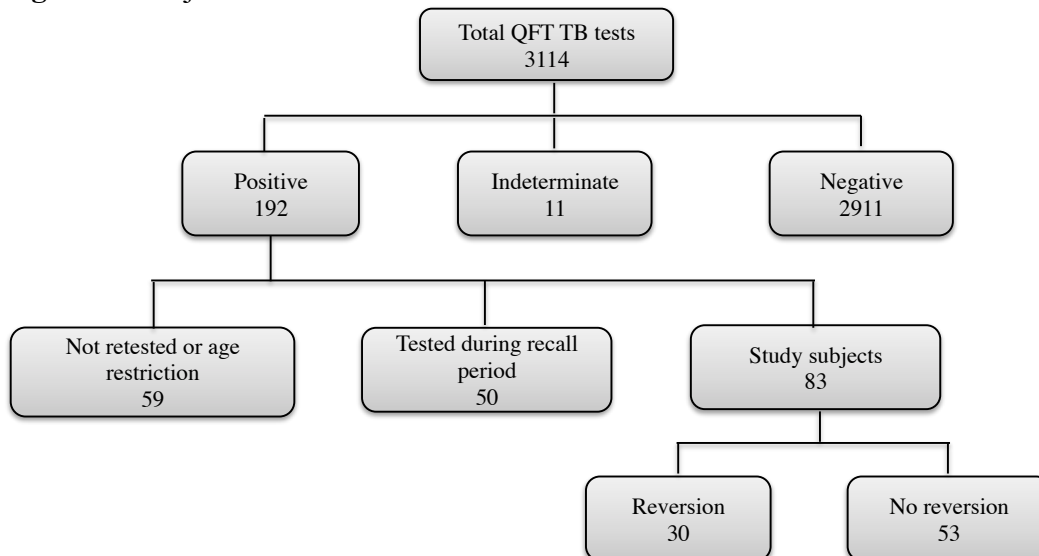 Total QFT TB tests
3114
Positive
192
Indeterminate
11
Negative
2911
Not retested or age
restriction
59
Tested during recall
period
50
Study subjects
83
Reversion
30
No reversion
53